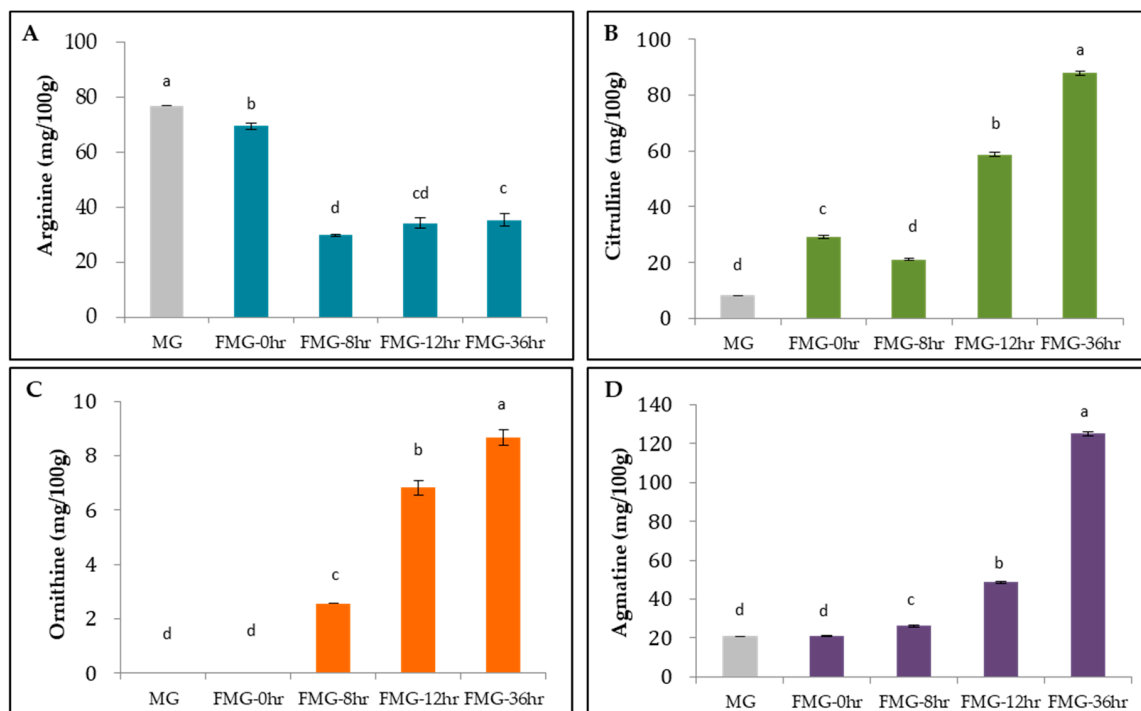 A
Arginine (mg/100g)
100
80
60
40
20
0
a
b
d
cd
c
MG FMG-0hr FMG-8hr FMG-12hr FMG-36hr
B
Citrulline (mg/100g)
100
80
60
40
20
0
d
c
d
b
a
MG FMG-0hr FMG-8hr FMG-12hr FMG-36hr
C
Ornithine (mg/100g)
10
8
6
4
2
0
d
d
c
b
a
MG FMG-0hr FMG-8hr FMG-12hr FMG-36hr
D
Agmatine (mg/100g)
140
120
100
80
60
40
20
0
d
d
c
b
a
MG FMG-0hr FMG-8hr FMG-12hr FMG-36hr